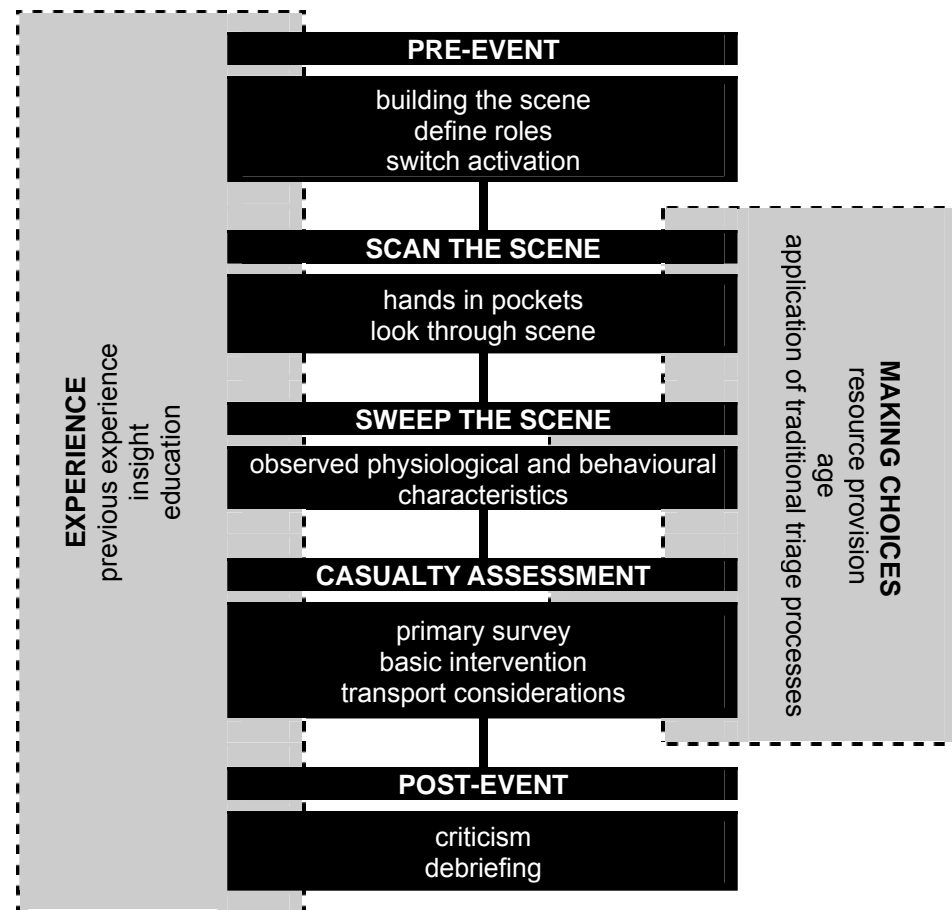 PRE-EVENT
building the scene
define roles
switch activation
SCAN THE SCENE
hands in pockets
look through scene
SWEEP THE SCENE
observed physiological and behavioural
characteristics
CASUALTY ASSESSMENT
primary survey
basic intervention
transport considerations
POST-EVENT
criticism
debriefing
EXPERIENCE
previous experience
insight
education
MAKING CHOICES
resource provision
age
application of traditional triage processes